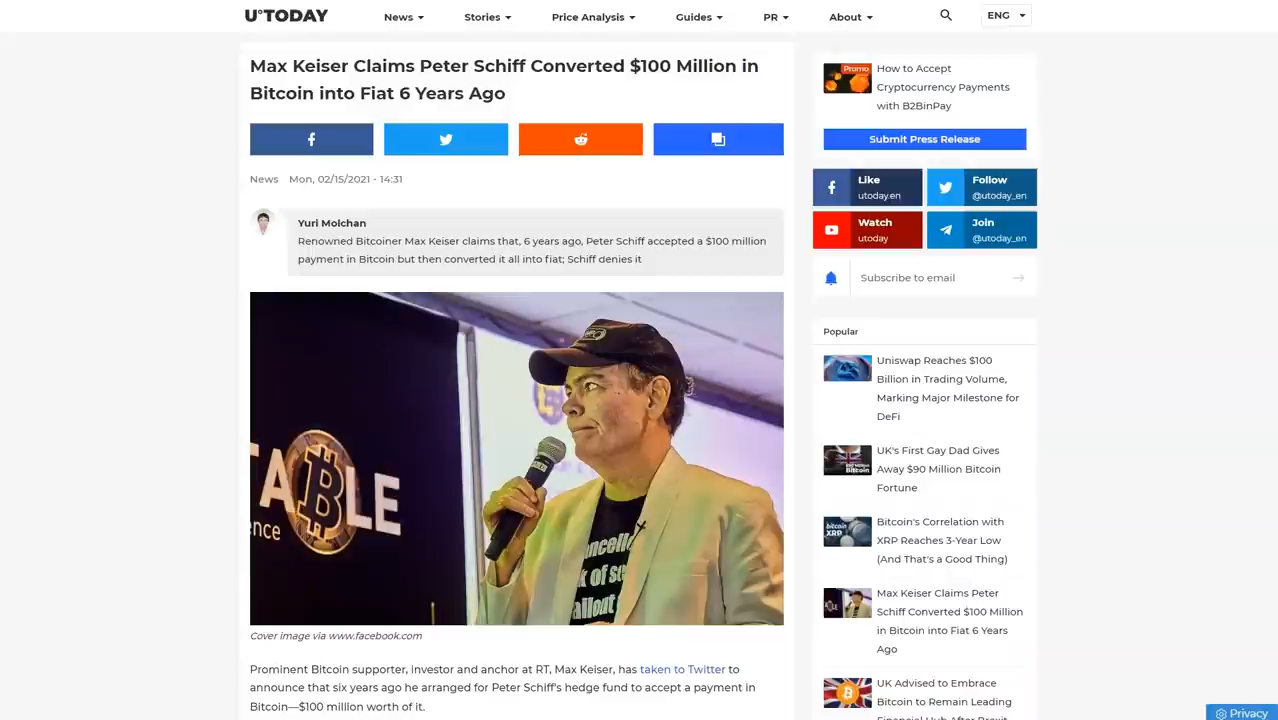 U°TODAY
News
Stories
Price Analysis
Guides
PR
About
ENG
Max Keiser Claims Peter Schiff Converted $100 Million in
Bitcoin into Fiat 6 Years Ago
News Mon, 02/15/2021 - 14:31
Yuri Molchan
Renowned Bitcoiner Max Keiser claims that, 6 years ago, Peter Schiff accepted a $100 million
payment in Bitcoin but then converted it all into fiat; Schiff denies it
TABLE
ence
Cover image via www.facebook.com
Prominent Bitcoin supporter, investor and anchor at RT, Max Keiser, has taken to Twitter to
announce that six years ago he arranged for Peter Schiff's hedge fund to accept a payment in
Bitcoin—$100 million worth of it.
Promo
How to Accept
Cryptocurrency Payments
with B2BinPay
Submit Press Release
Like
utoday.en
Follow
@utoday_en
Watch
utoday
Join
@utoday_en
Subscribe to email
Popular
Uniswap Reaches $100
Billion in Trading Volume,
Marking Major Milestone for
DeFi
UK's First Gay Dad Gives
Away $90 Million Bitcoin
Fortune
Bitcoin's Correlation with
XRP Reaches 3-Year Low
(And That's a Good Thing)
Max Keiser Claims Peter
Schiff Converted $100 Million
in Bitcoin into Fiat 6 Years
Ago
UK Advised to Embrace
Bitcoin to Remain Leading
Financial Hub After Brexit
Privacy